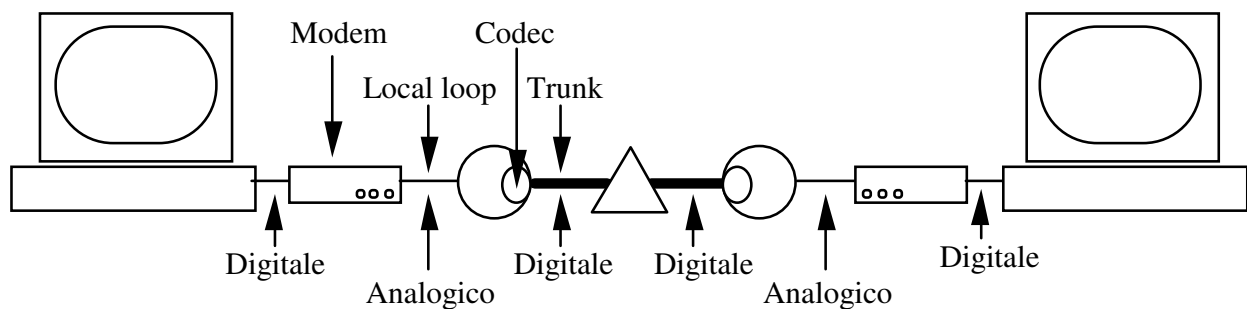 Modem
Codec
Local loop
Trunk
Digitale
Digitale
Digitale
Digitale
Analogico
Analogico